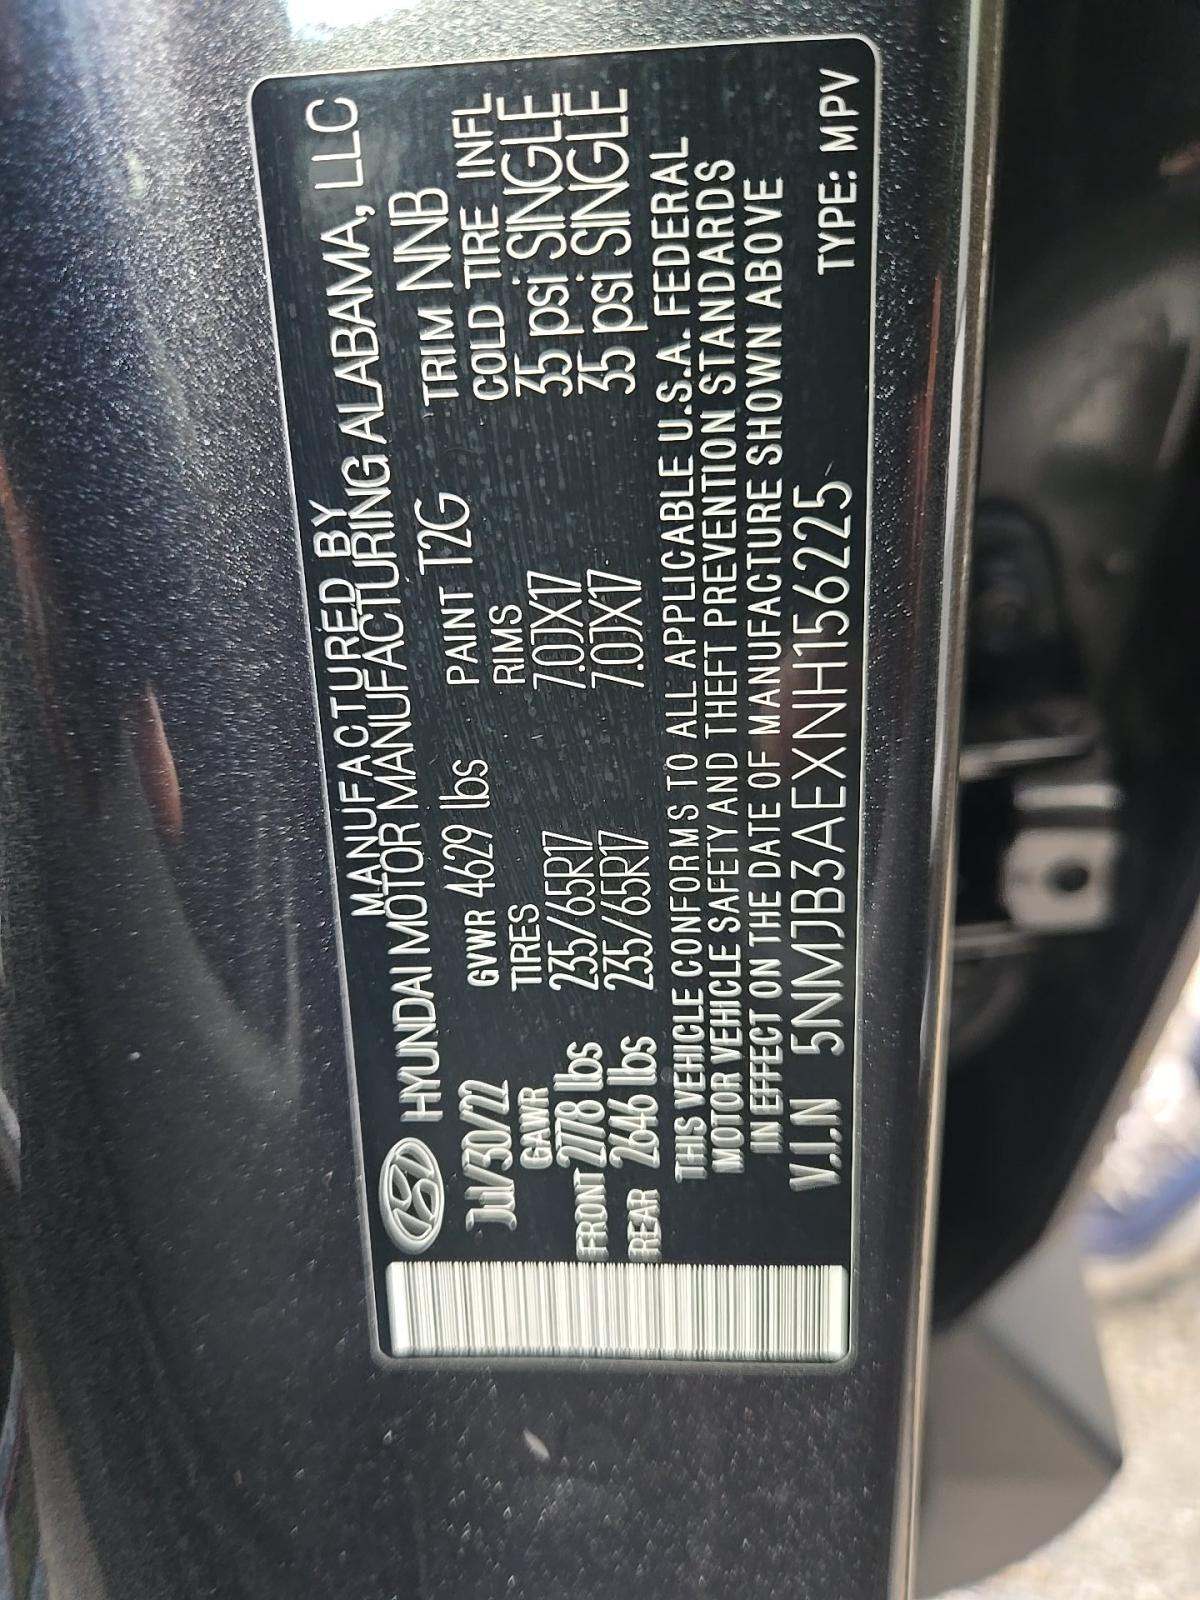 MANUFACTURED BY
HYUNDAI MOTOR MANUFACTURING ALABAMA, LLC
Jul/30/22 GVWR 4629 lbs PAINT T2G TRIM NNB
GAWR TIRES RIMS COLD TIRE INFL
FRONT 2778 lbs 235/65R17 7.0JX17 35 psi SINGLE
REAR 2646 lbs 235/65R17 7.0JX17 35 psi SINGLE
THIS VEHICLE CONFORMS TO ALL APPLICABLE U.S.A. FEDERAL
MOTOR VEHICLE SAFETY AND THEFT PREVENTION STANDARDS
IN EFFECT ON THE DATE OF MANUFACTURE SHOWN ABOVE
V.I.N 5NMJB3AEXNH156225 TYPE: MPV